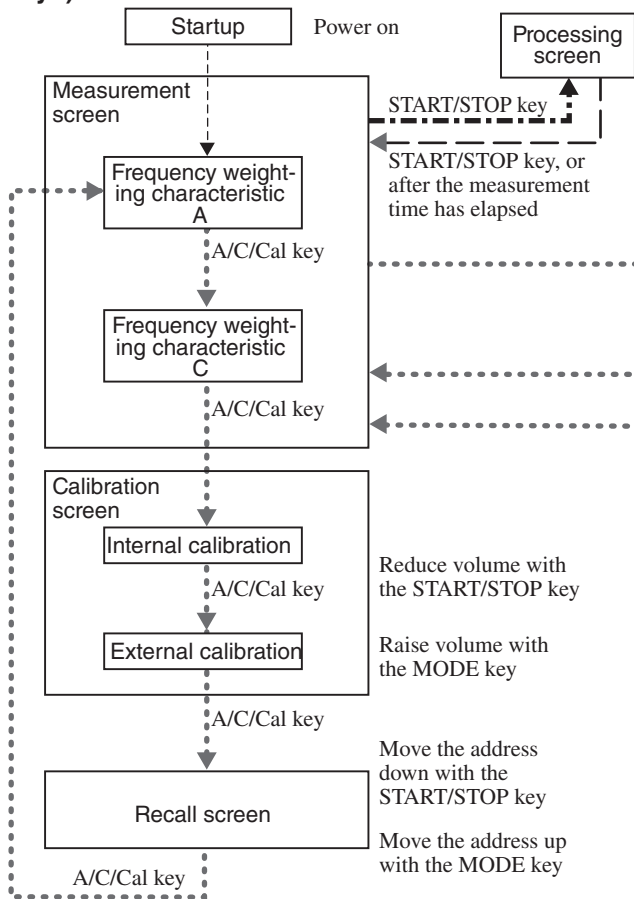 Startup
Power on
Processing
screen
Measurement
screen
START/STOP key
START/STOP key, or
after the measurement
time has elapsed
Frequency weight-
ing characteristic
A
A/C/Cal key
Frequency weight-
ing characteristic
C
A/C/Cal key
Calibration
screen
Internal calibration
A/C/Cal key
Reduce volume with
the START/STOP key
External calibration
Raise volume with
the MODE key
A/C/Cal key
Move the address
down with the
START/STOP key
Recall screen
Move the address up
with the MODE key
A/C/Cal key